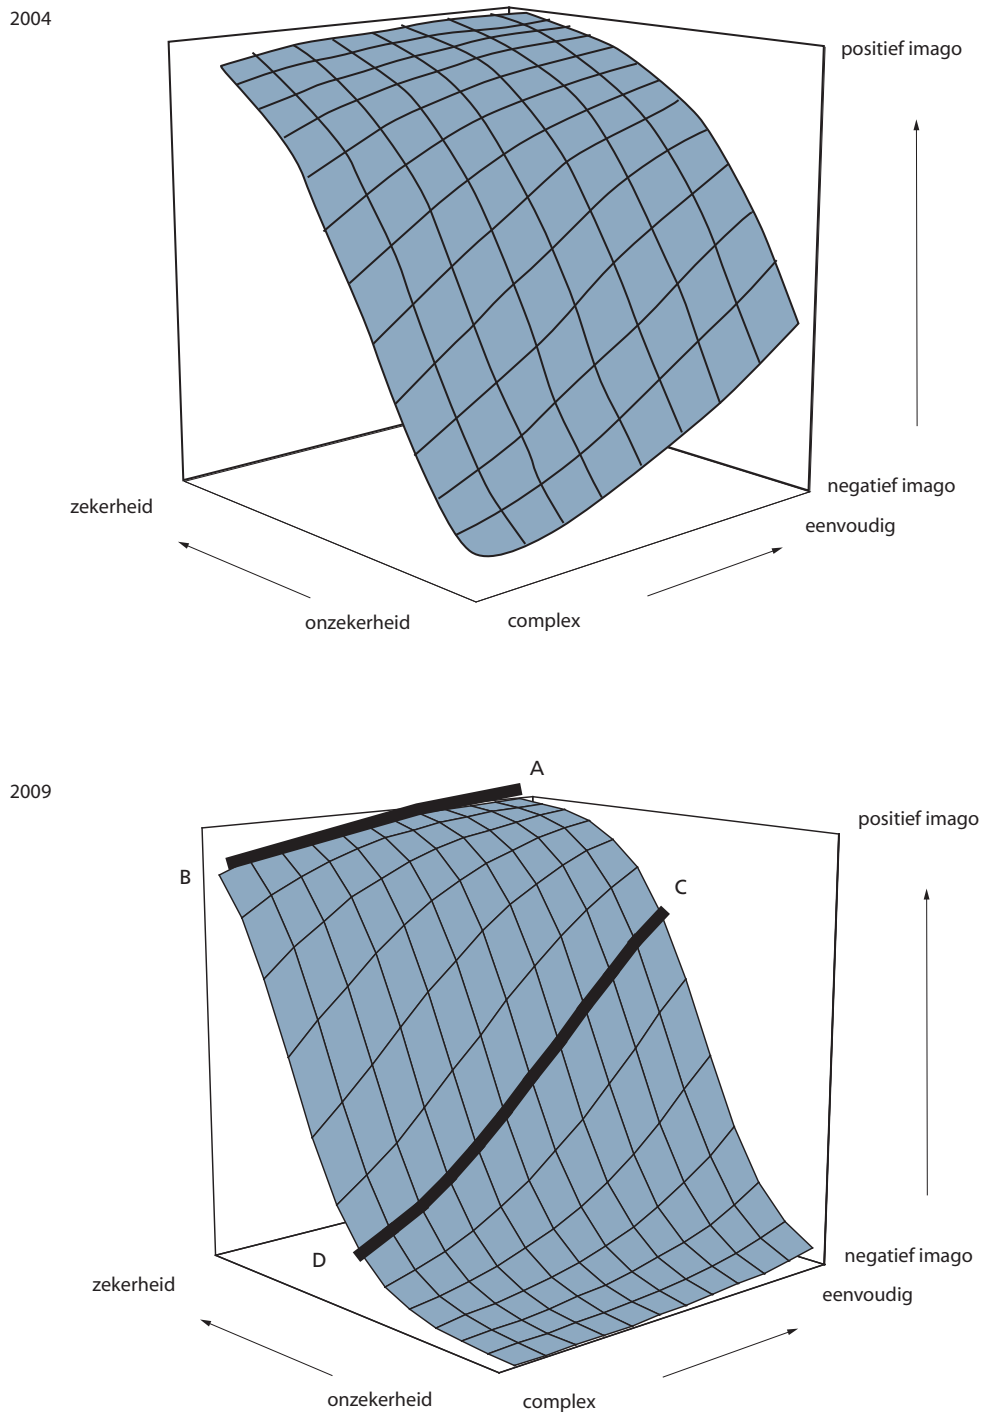 2004
positief imago
negatief imago
eenvoudig
zekerheid
onzekerheid
complex
2009
A
B
C
D
positief imago
negatief imago
eenvoudig
zekerheid
onzekerheid
complex